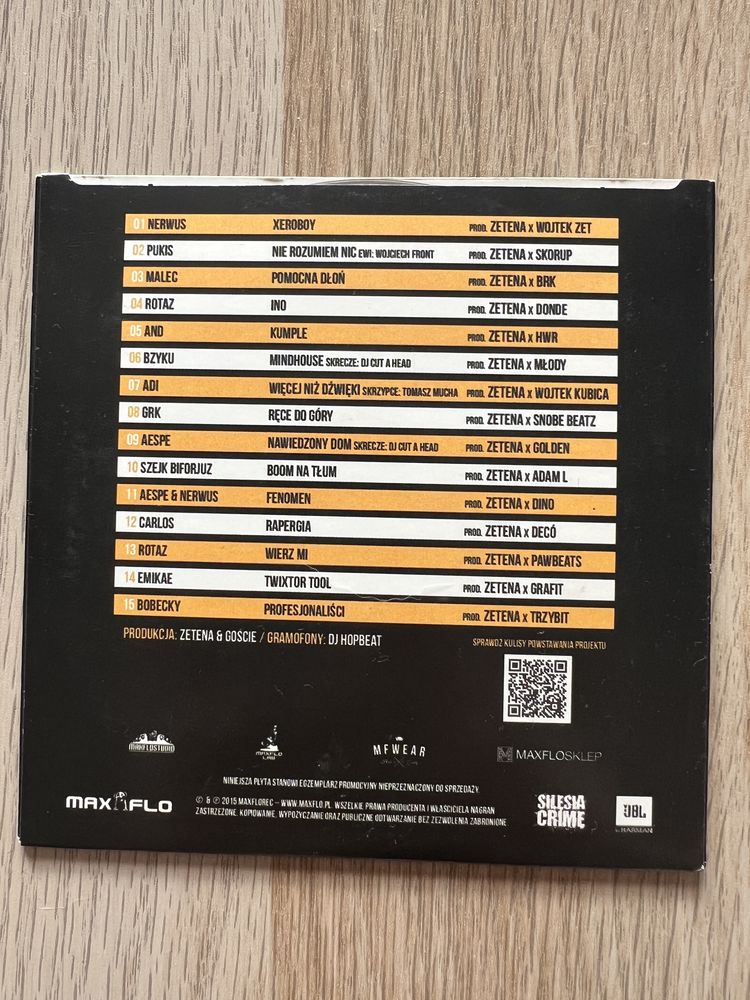 01 NERWUS XEROBOY PROD. ZETENA x WOJTEK ZET
02 PUKIS NIE ROZUMIEM NIC EWI: WOJCIECH FRONT PROD. ZETENA x SKORUP
03 MALEC POMOCNA DŁOŃ PROD. ZETENA x BRK
04 ROTAZ INO PROD. ZETENA x DONDE
05 AND KUMPLE PROD. ZETENA x HWR
06 BZYKU MINDHOUSE SKRECZE: DJ CUT A HEAD PROD. ZETENA x MŁODY
07 ADI WIĘCEJ NIŻ DŹWIĘKI SKRZYPCE: TOMASZ MUCHA PROD. ZETENA x WOJTEK KUBICA
08 GRK RĘCE DO GÓRY PROD. ZETENA x SNOBE BEATZ
09 AESPE NAWIEDZONY DOM SKRECZE: DJ CUT A HEAD PROD. ZETENA x GOLDEN
10 SZEJK BIFORJUZ BOOM NA TŁUM PROD. ZETENA x ADAM L
11 AESPE & NERWUS FENOMEN PROD. ZETENA x DINO
12 CARLOS RAPERGIA PROD. ZETENA x DECÓ
13 ROTAZ WIERZ MI PROD. ZETENA x PAWBEATS
14 EMIKAE TWIXTOR TOOL PROD. ZETENA x GRAFIT
15 BOBECKY PROFESJONALIŚCI PROD. ZETENA x TRZYBIT
PRODUKCJA: ZETENA & GOŚCIE / GRAMOFONY: DJ HOPBEAT
SPRAWDŹ KULISY POWSTAWANIA PROJEKTU
MAXFLOSTUDIO
MAXFLO
LAB
MFWEAR
MAXFLOSKLEP
NINIEJSZA PŁYTA STANOWI EGZEMPLARZ PROMOCYJNY NIEPRZEZNACZONY DO SPRZEDAŻY.
MAXFLO
© & ℗ 2015 MAXFLOREC – WWW.MAXFLO.PL. WSZELKIE PRAWA PRODUCENTA I WŁAŚCICIELA NAGRAŃ
ZASTRZEŻONE. KOPIOWANIE, WYPOŻYCZANIE ORAZ PUBLICZNE ODTWARZANIE BEZ ZEZWOLENIA ZABRONIONE
SILESIA
CRIME
JBL
by HARMAN